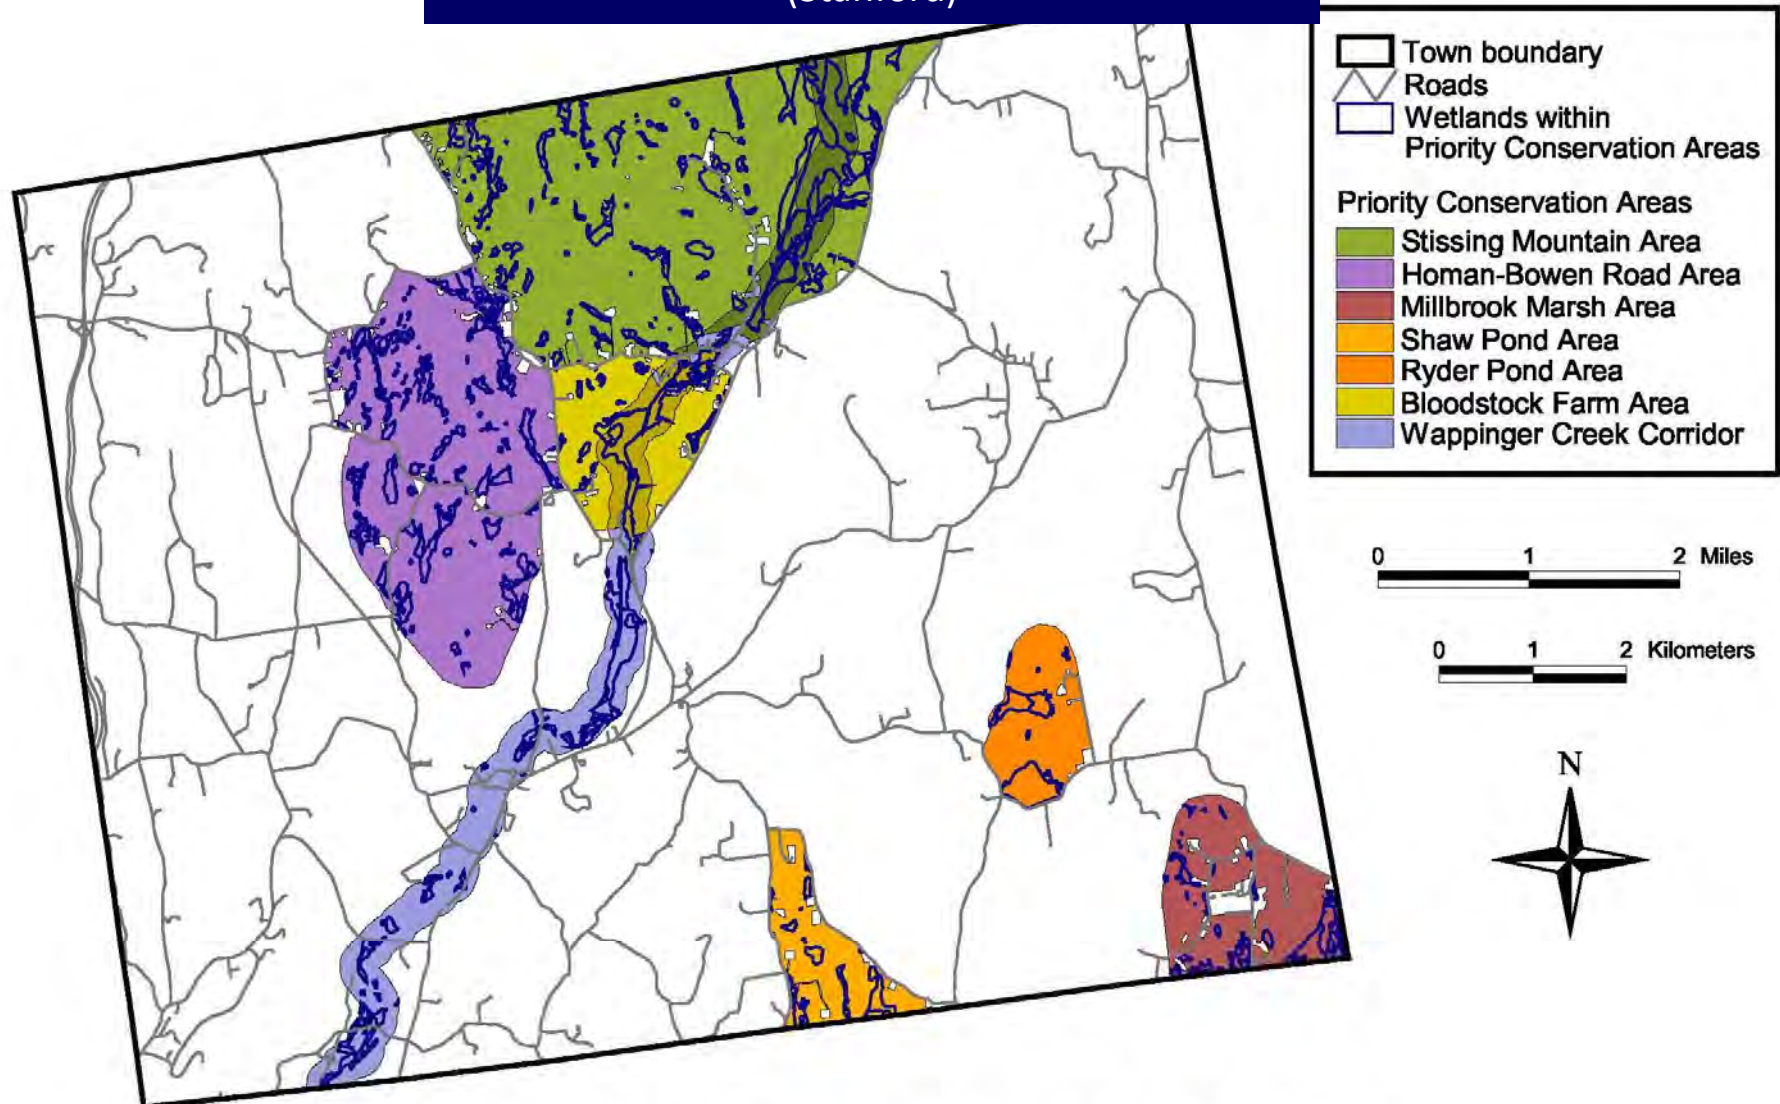 (Stanford)
Town boundary
Roads
Wetlands within
Priority Conservation Areas
Priority Conservation Areas
Stissing Mountain Area
Homan-Bowen Road Area
Millbrook Marsh Area
Shaw Pond Area
Ryder Pond Area
Bloodstock Farm Area
Wappinger Creek Corridor
0 1 2 Miles
0 1 2 Kilometers
N